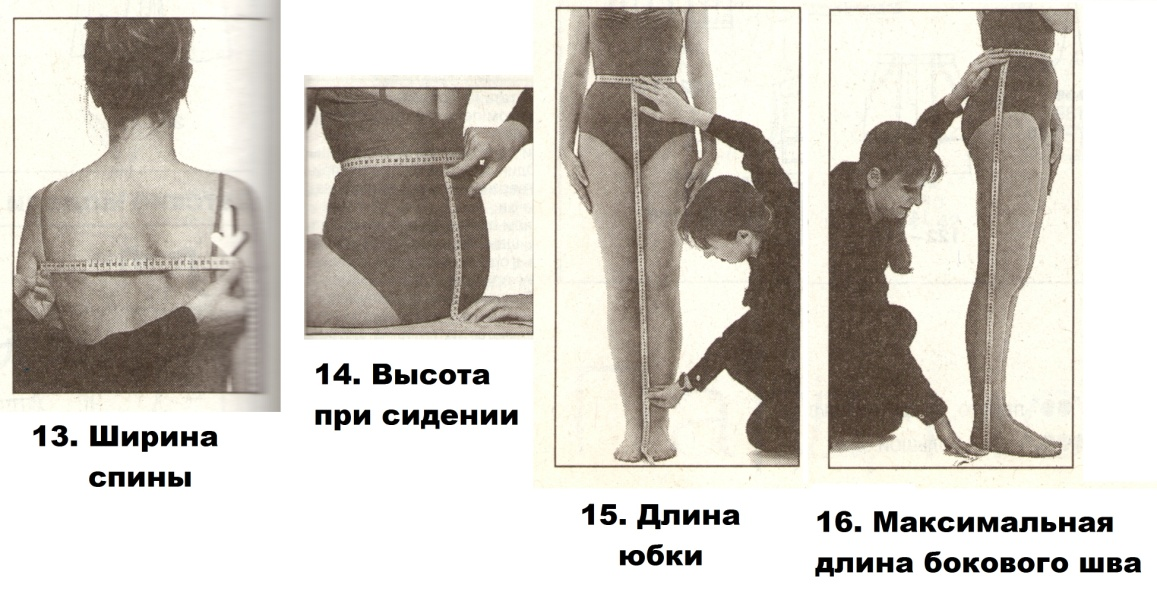 13. Ширина
спины
14. Высота
при сидении
15. Длина
юбки
16. Максимальная
длина бокового шва